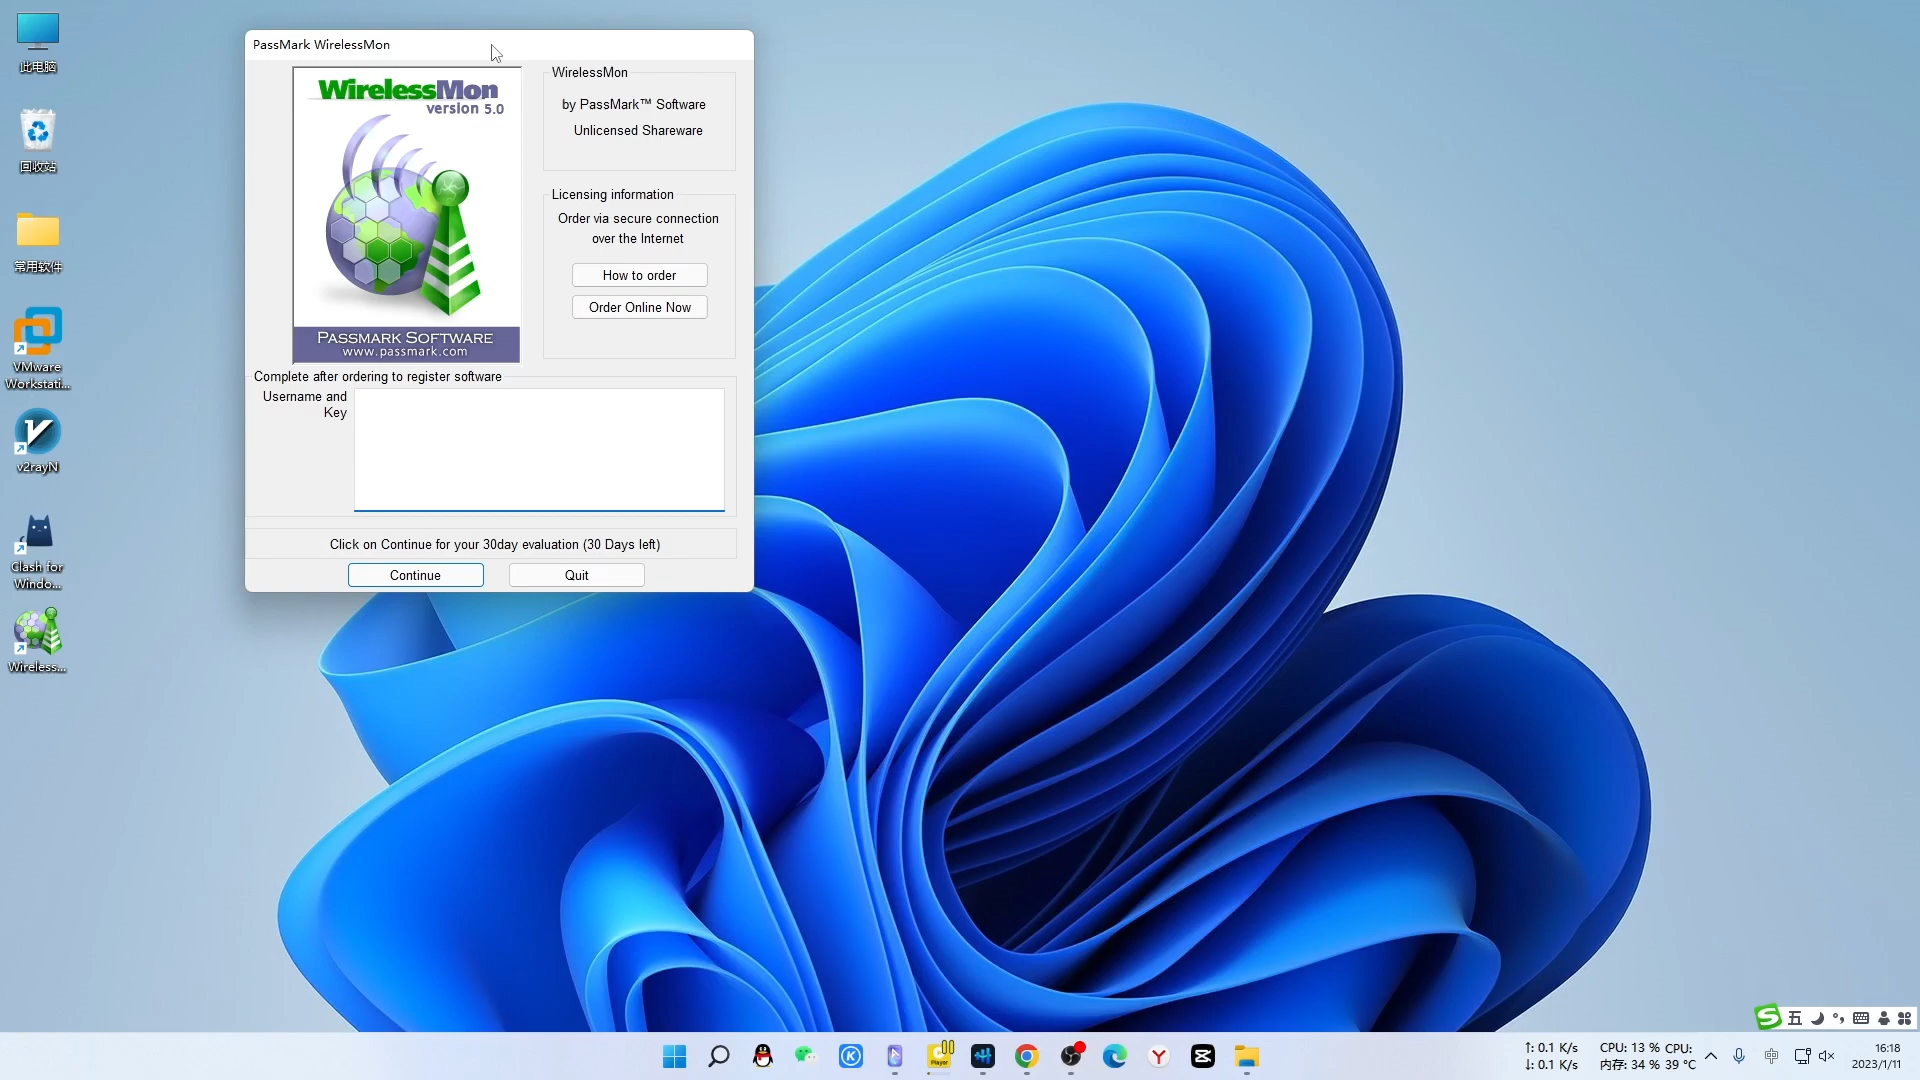 此电脑
回收站
常用软件
VMware
Workstati...
v2rayN
Clash for
Windo...
Wireless...
PassMark WirelessMon
WirelessMon
version 5.0
PASSMARK SOFTWARE
www.passmark.com
WirelessMon
by PassMark™ Software
Unlicensed Shareware
Licensing information
Order via secure connection
over the Internet
How to order
Order Online Now
Complete after ordering to register software
Username and
Key
Click on Continue for your 30day evaluation (30 Days left)
Continue
Quit
五
Player
↑: 0.1 K/s
↓: 0.1 K/s
CPU: 13 % CPU:
内存: 34 % 39 °C
中
16:18
2023/1/11